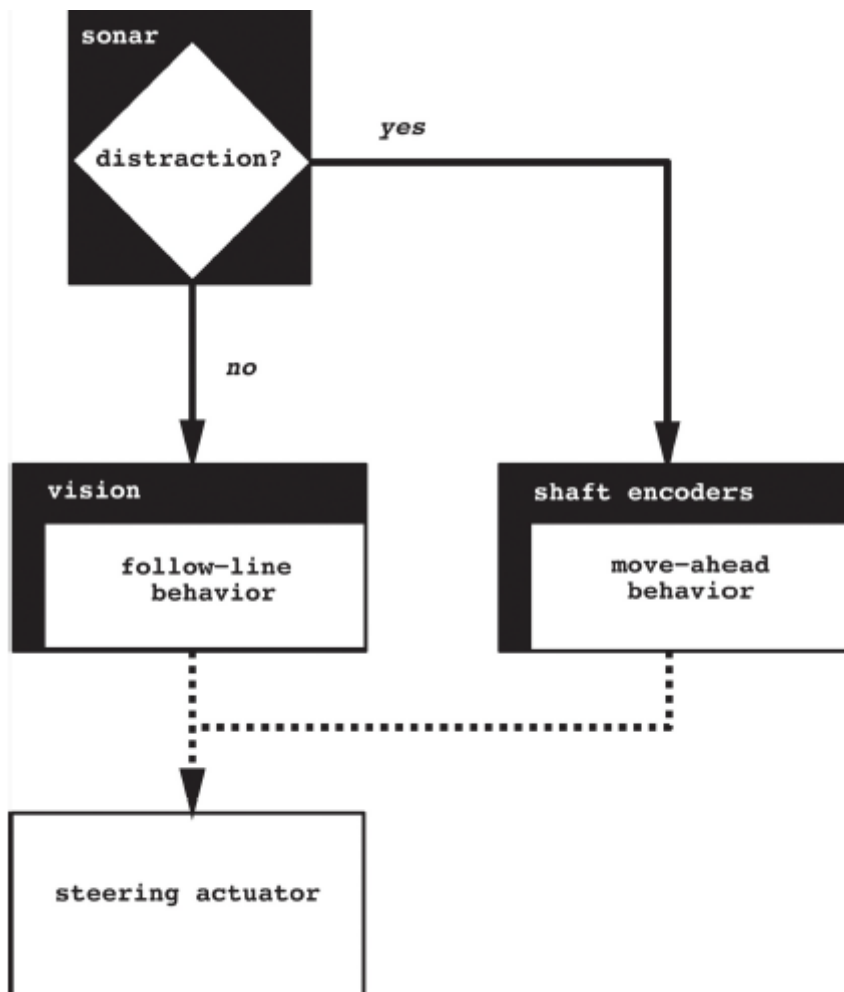 sonar
distraction?
yes
no
vision
follow–line
behavior
shaft encoders
move–ahead
behavior
steering actuator